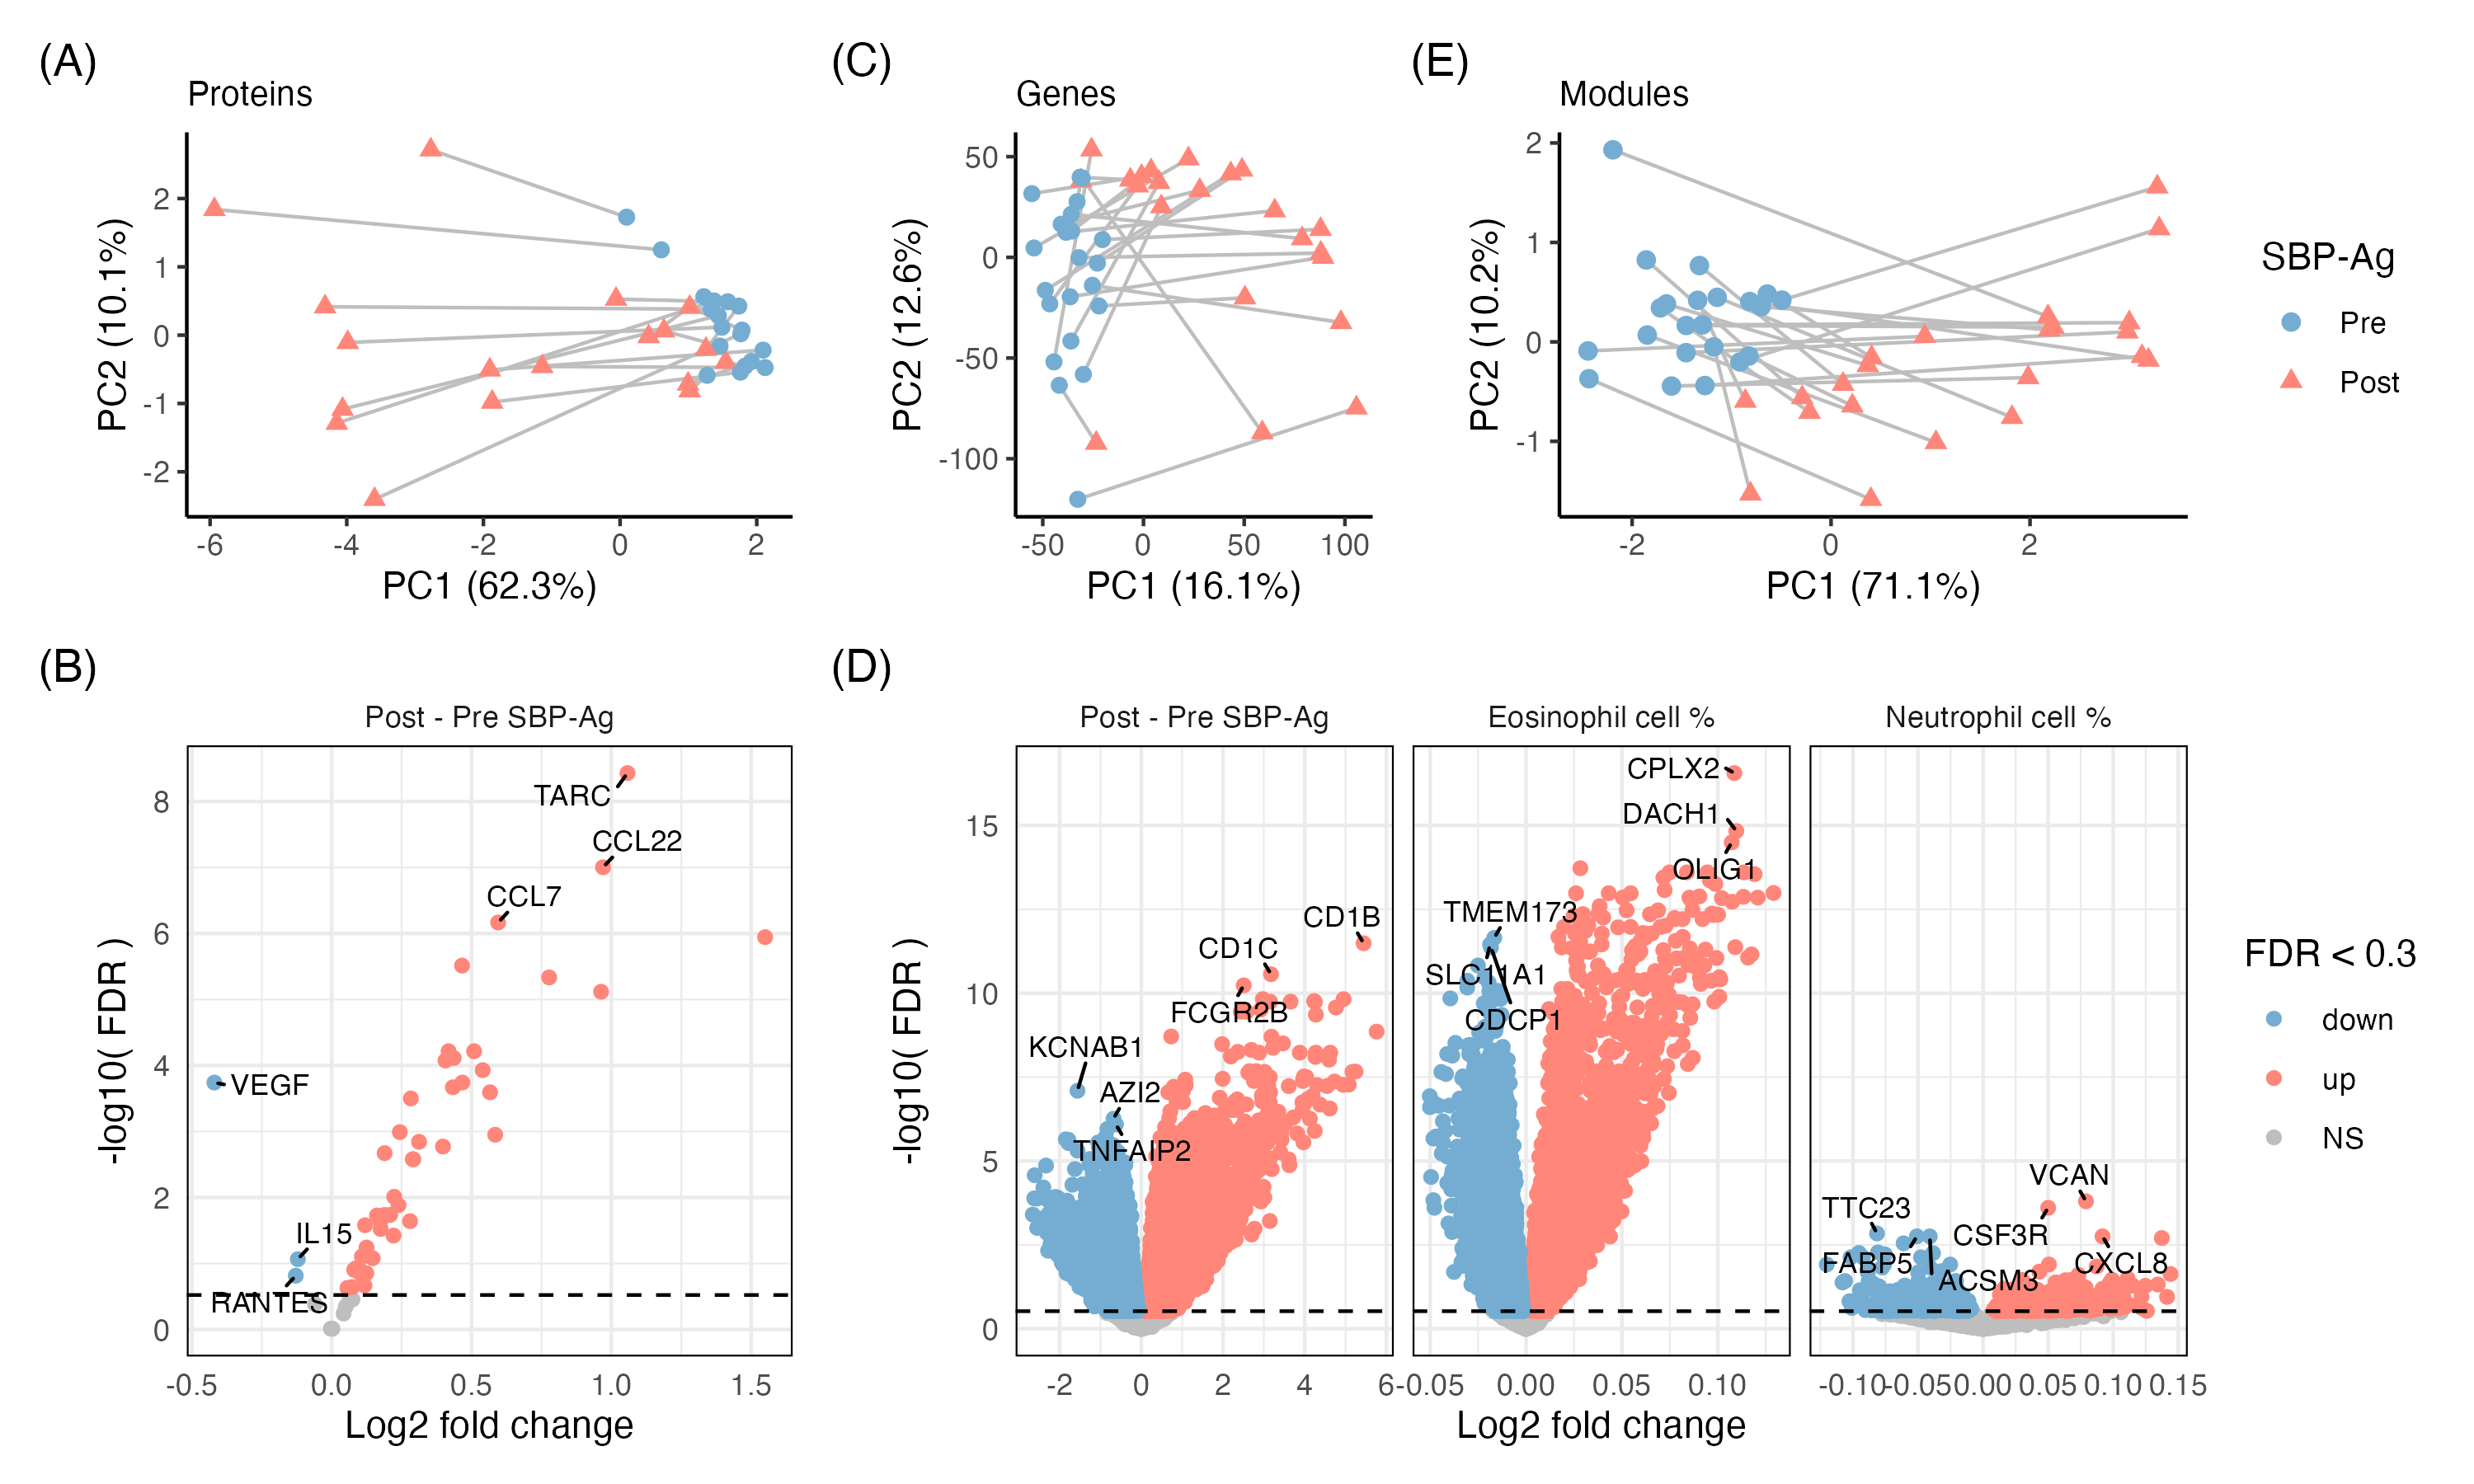 (A)
Proteins
PC2 (10.1%)
2
1
0
-1
-2
-6 -4 -2 0 2
PC1 (62.3%)
(C)
Genes
PC2 (12.6%)
50
0
-50
-100
-50 0 50 100
PC1 (16.1%)
(E)
Modules
PC2 (10.2%)
2
1
0
-1
-2 0 2
PC1 (71.1%)
SBP-Ag
Pre
Post
(B)
Post - Pre SBP-Ag
-log10( FDR )
8
6
4
2
0
TARC
CCL22
CCL7
VEGF
IL15
RANTES
-0.5 0.0 0.5 1.0 1.5
Log2 fold change
(D)
Post - Pre SBP-Ag
Eosinophil cell %
Neutrophil cell %
-log10( FDR )
15
10
5
0
CD1B
CD1C
FCGR2B
KCNAB1
AZI2
TNFAIP2
-2 0 2 4 6
CPLX2
DACH1
OLIG1
TMEM173
SLC11A1
CDCP1
-0.05 0.00 0.05 0.10
VCAN
TTC23
CSF3R
FABP5
CXCL8
ACSM3
-0.10 -0.05 0.00 0.05 0.10 0.15
Log2 fold change
FDR < 0.3
down
up
NS